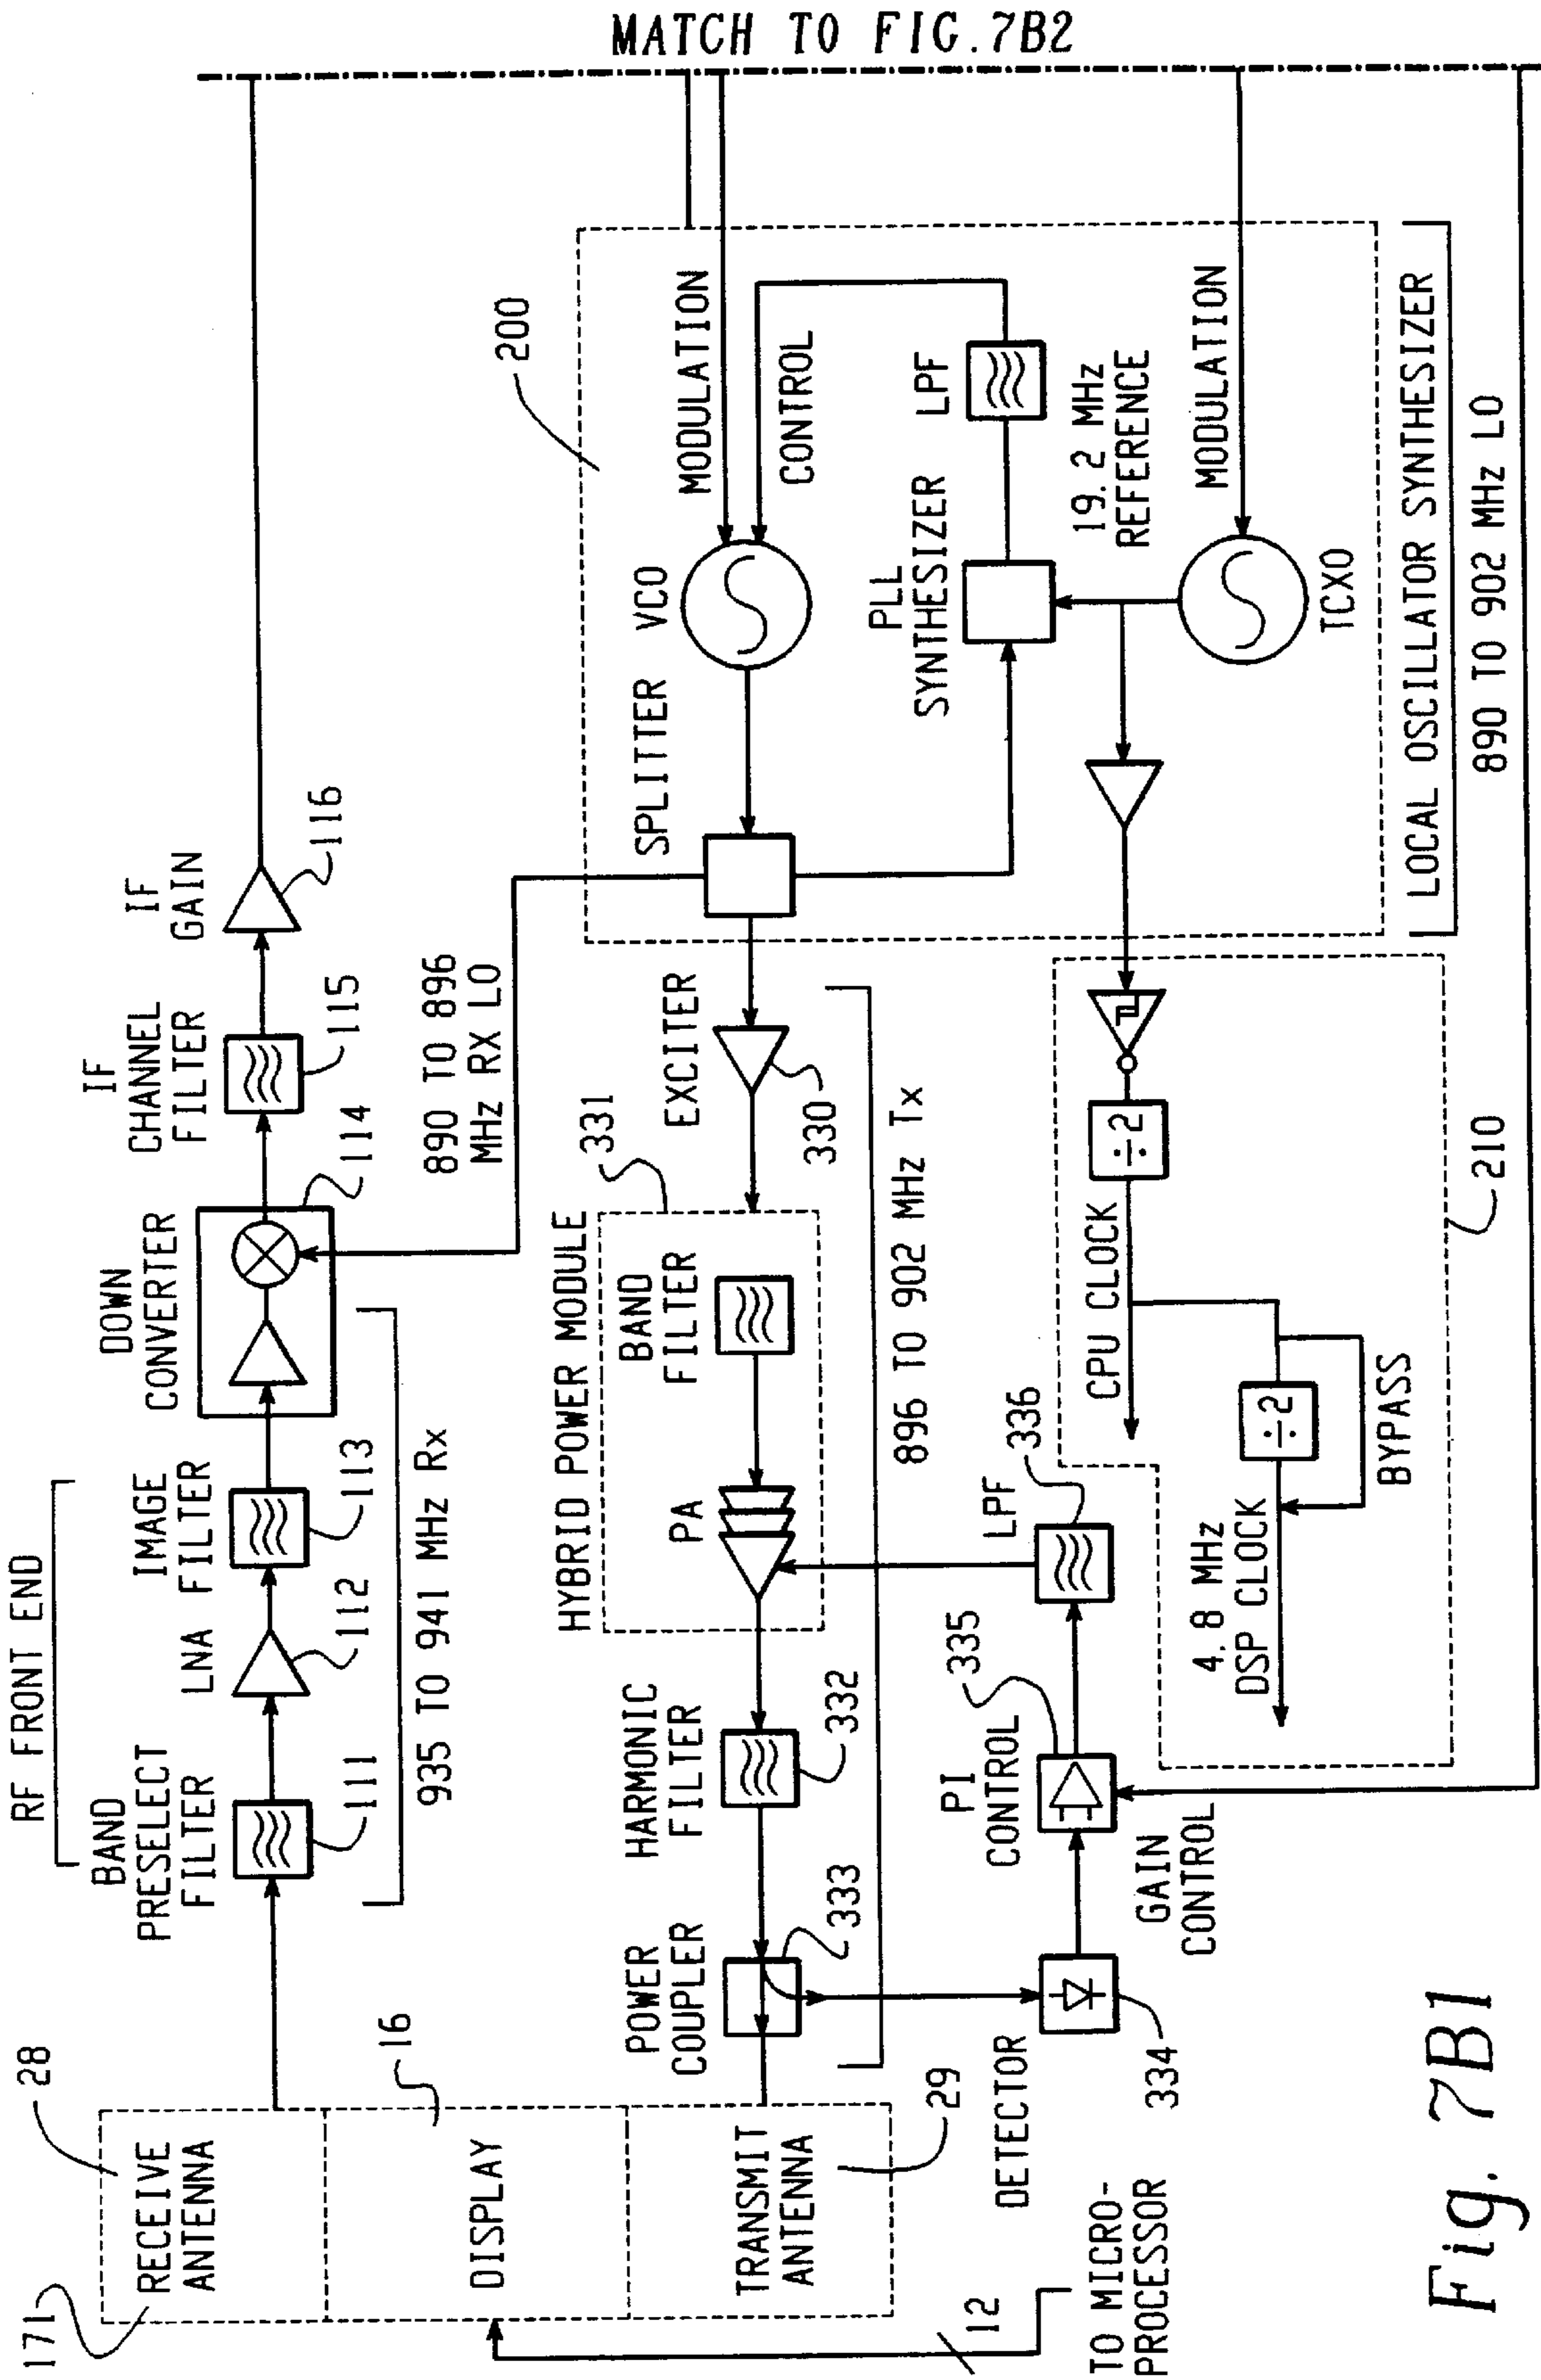 MATCH TO FIG.7B2
171
28
RECEIVE
ANTENNA
16
DISPLAY
TRANSMIT
ANTENNA
29
12
TO MICRO-
PROCESSOR
RF FRONT END
BAND
PRESELECT
FILTER
111
LNA
112
IMAGE
FILTER
113
935 TO 941 MHz Rx
DOWN
CONVERTER
114
IF
CHANNEL
FILTER
115
IF
GAIN
116
890 TO 896
MHz RX LO
POWER
COUPLER
333
HARMONIC
FILTER
332
HYBRID POWER MODULE
331
PA
BAND
FILTER
EXCITER
330
896 TO 902 MHz Tx
DETECTOR
334
PI
CONTROL
335
GAIN
CONTROL
LPF
336
200
SPLITTER
VCO
MODULATION
CONTROL
PLL
SYNTHESIZER
LPF
19.2 MHz
REFERENCE
MODULATION
TCXO
LOCAL OSCILLATOR SYNTHESIZER
890 TO 902 MHz LO
CPU CLOCK
÷2
4.8 MHz
DSP CLOCK
÷2
BYPASS
210
Fig. 7B1